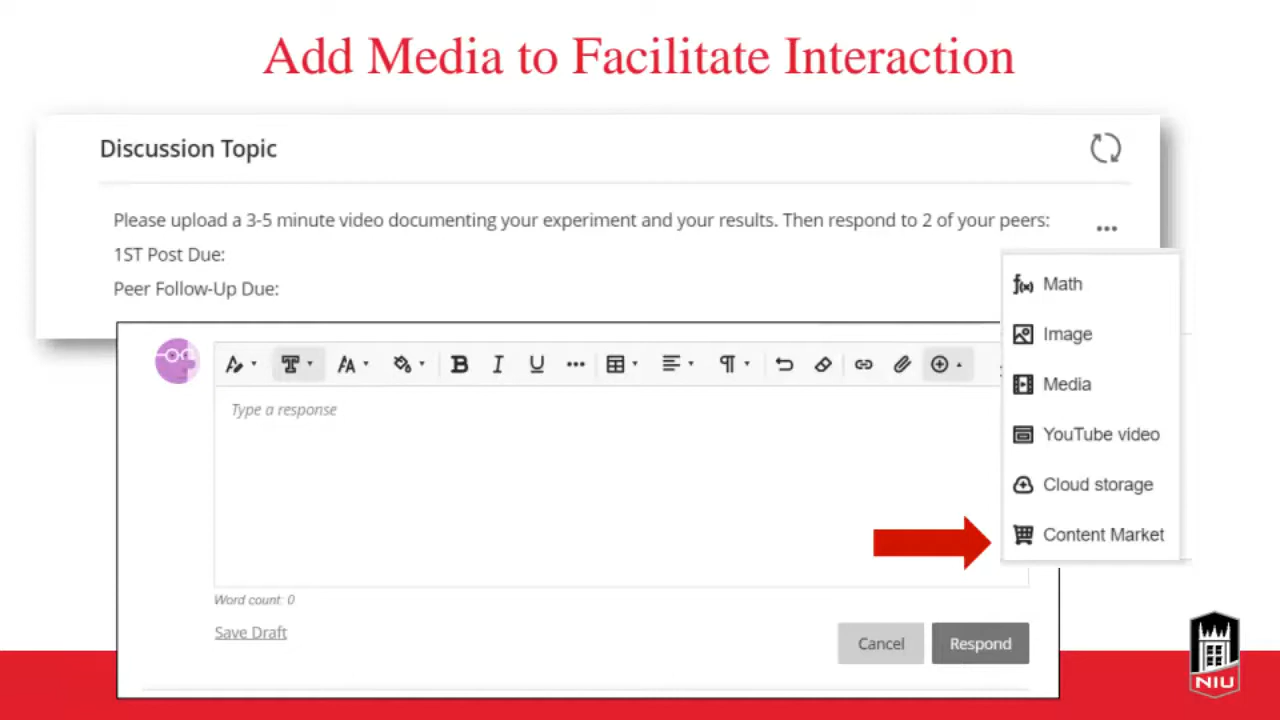 Add Media to Facilitate Interaction
Discussion Topic
Please upload a 3-5 minute video documenting your experiment and your results. Then respond to 2 of your peers:
1ST Post Due:
Peer Follow-Up Due:
f(x) Math
Image
Media
YouTube video
Cloud storage
Content Market
T
AA
B I U
Type a response
Word count: 0
Save Draft
Cancel
Respond
NIU